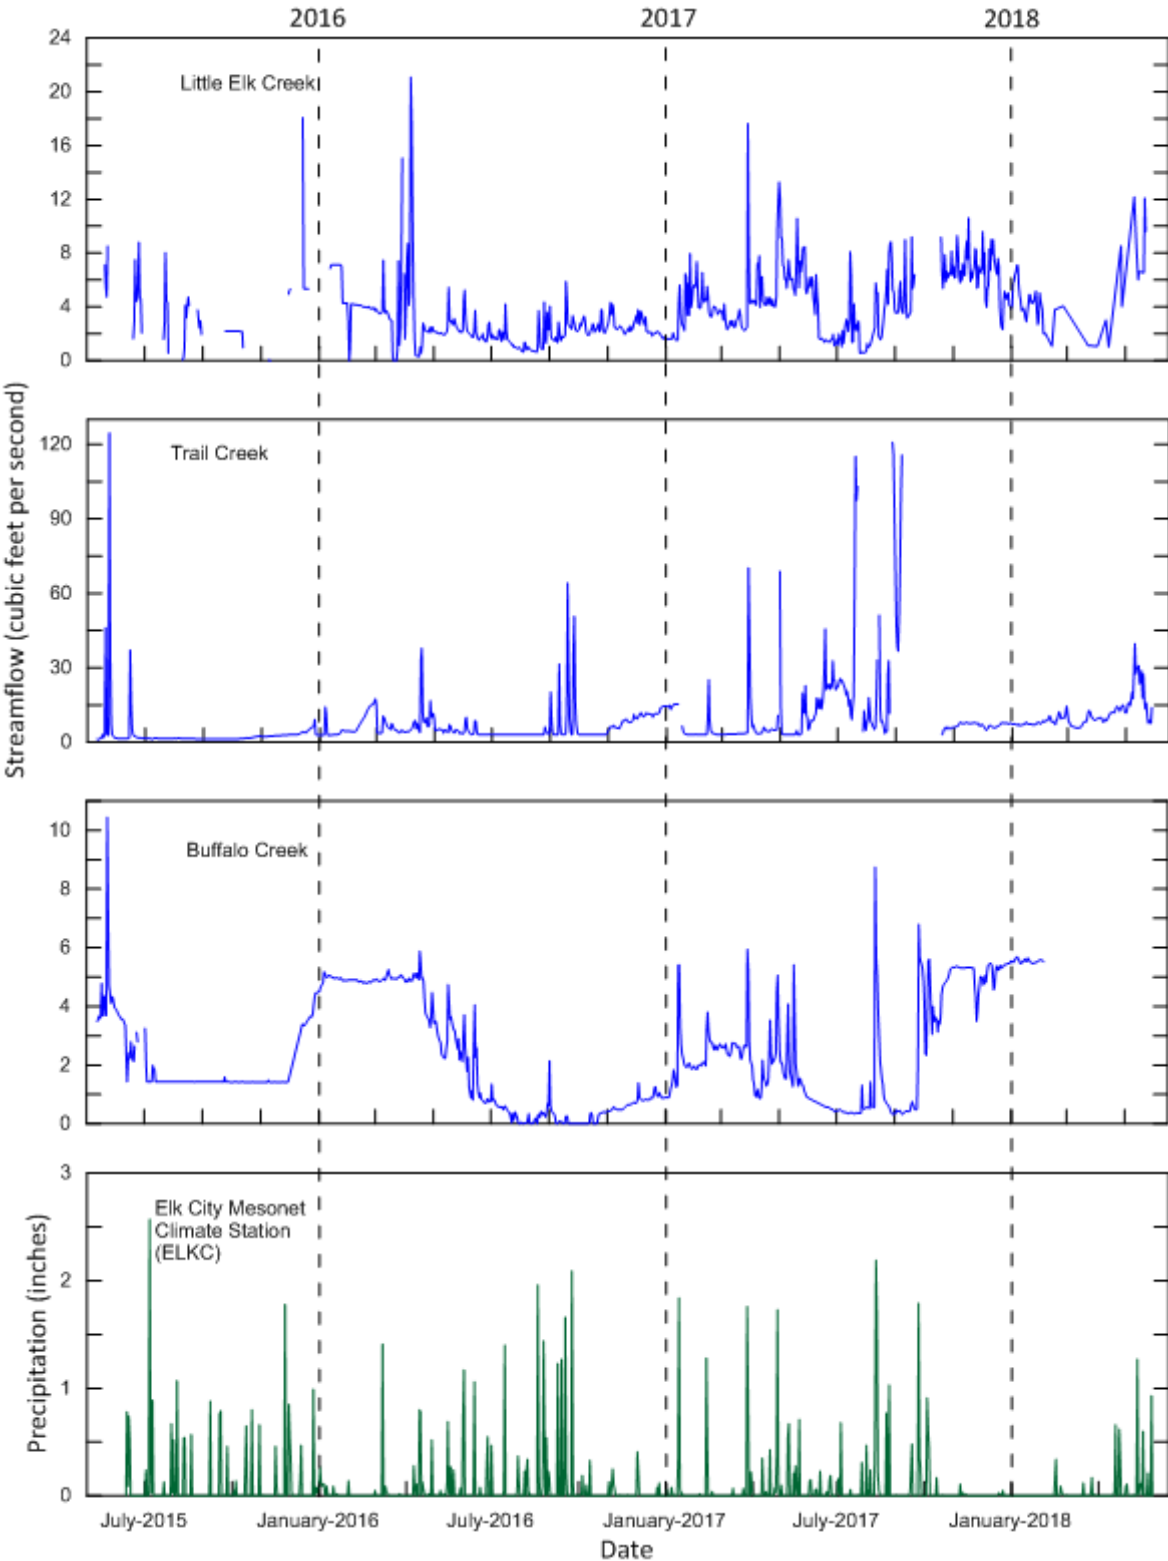 2016 2017 2018
24
20
16
12
8
4
0
Little Elk Creek
Streamflow (cubic feet per second)
120
90
60
30
0
Trail Creek
10
8
6
4
2
0
Buffalo Creek
Precipitation (inches)
3
2
1
0
Elk City Mesonet
Climate Station
(ELKC)
July-2015 January-2016 July-2016 January-2017 July-2017 January-2018
Date